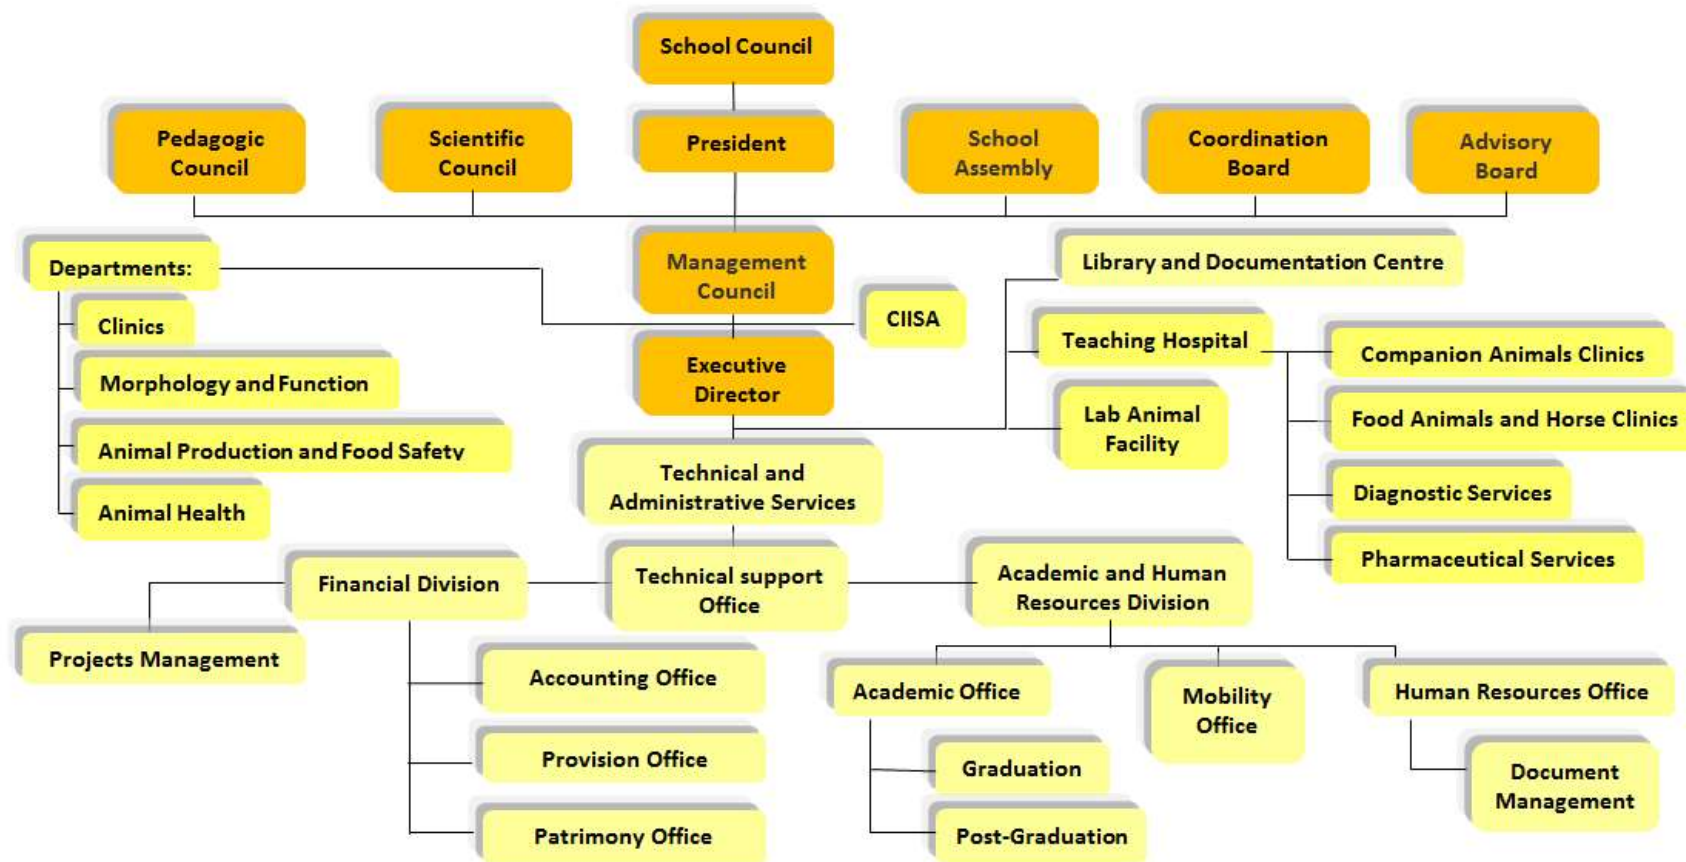 School Council
Pedagogic
Council
Scientific
Council
President
School
Assembly
Coordination
Board
Advisory
Board
Departments:
Management
Council
Library and Documentation Centre
Clinics
CIISA
Teaching Hospital
Companion Animals Clinics
Morphology and Function
Executive
Director
Lab Animal
Facility
Food Animals and Horse Clinics
Animal Production and Food Safety
Technical and
Administrative Services
Diagnostic Services
Animal Health
Pharmaceutical Services
Financial Division
Technical support
Office
Academic and Human
Resources Division
Projects Management
Accounting Office
Academic Office
Mobility
Office
Human Resources Office
Provision Office
Graduation
Document
Management
Patrimony Office
Post-Graduation